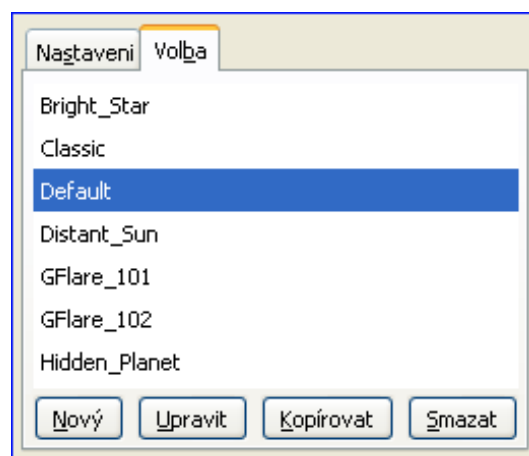 Nastaveni Volba
Bright_Star
Classic
Default
Distant_Sun
GFlare_101
GFlare_102
Hidden_Planet
Nový Upravit Kopírovat Smazat